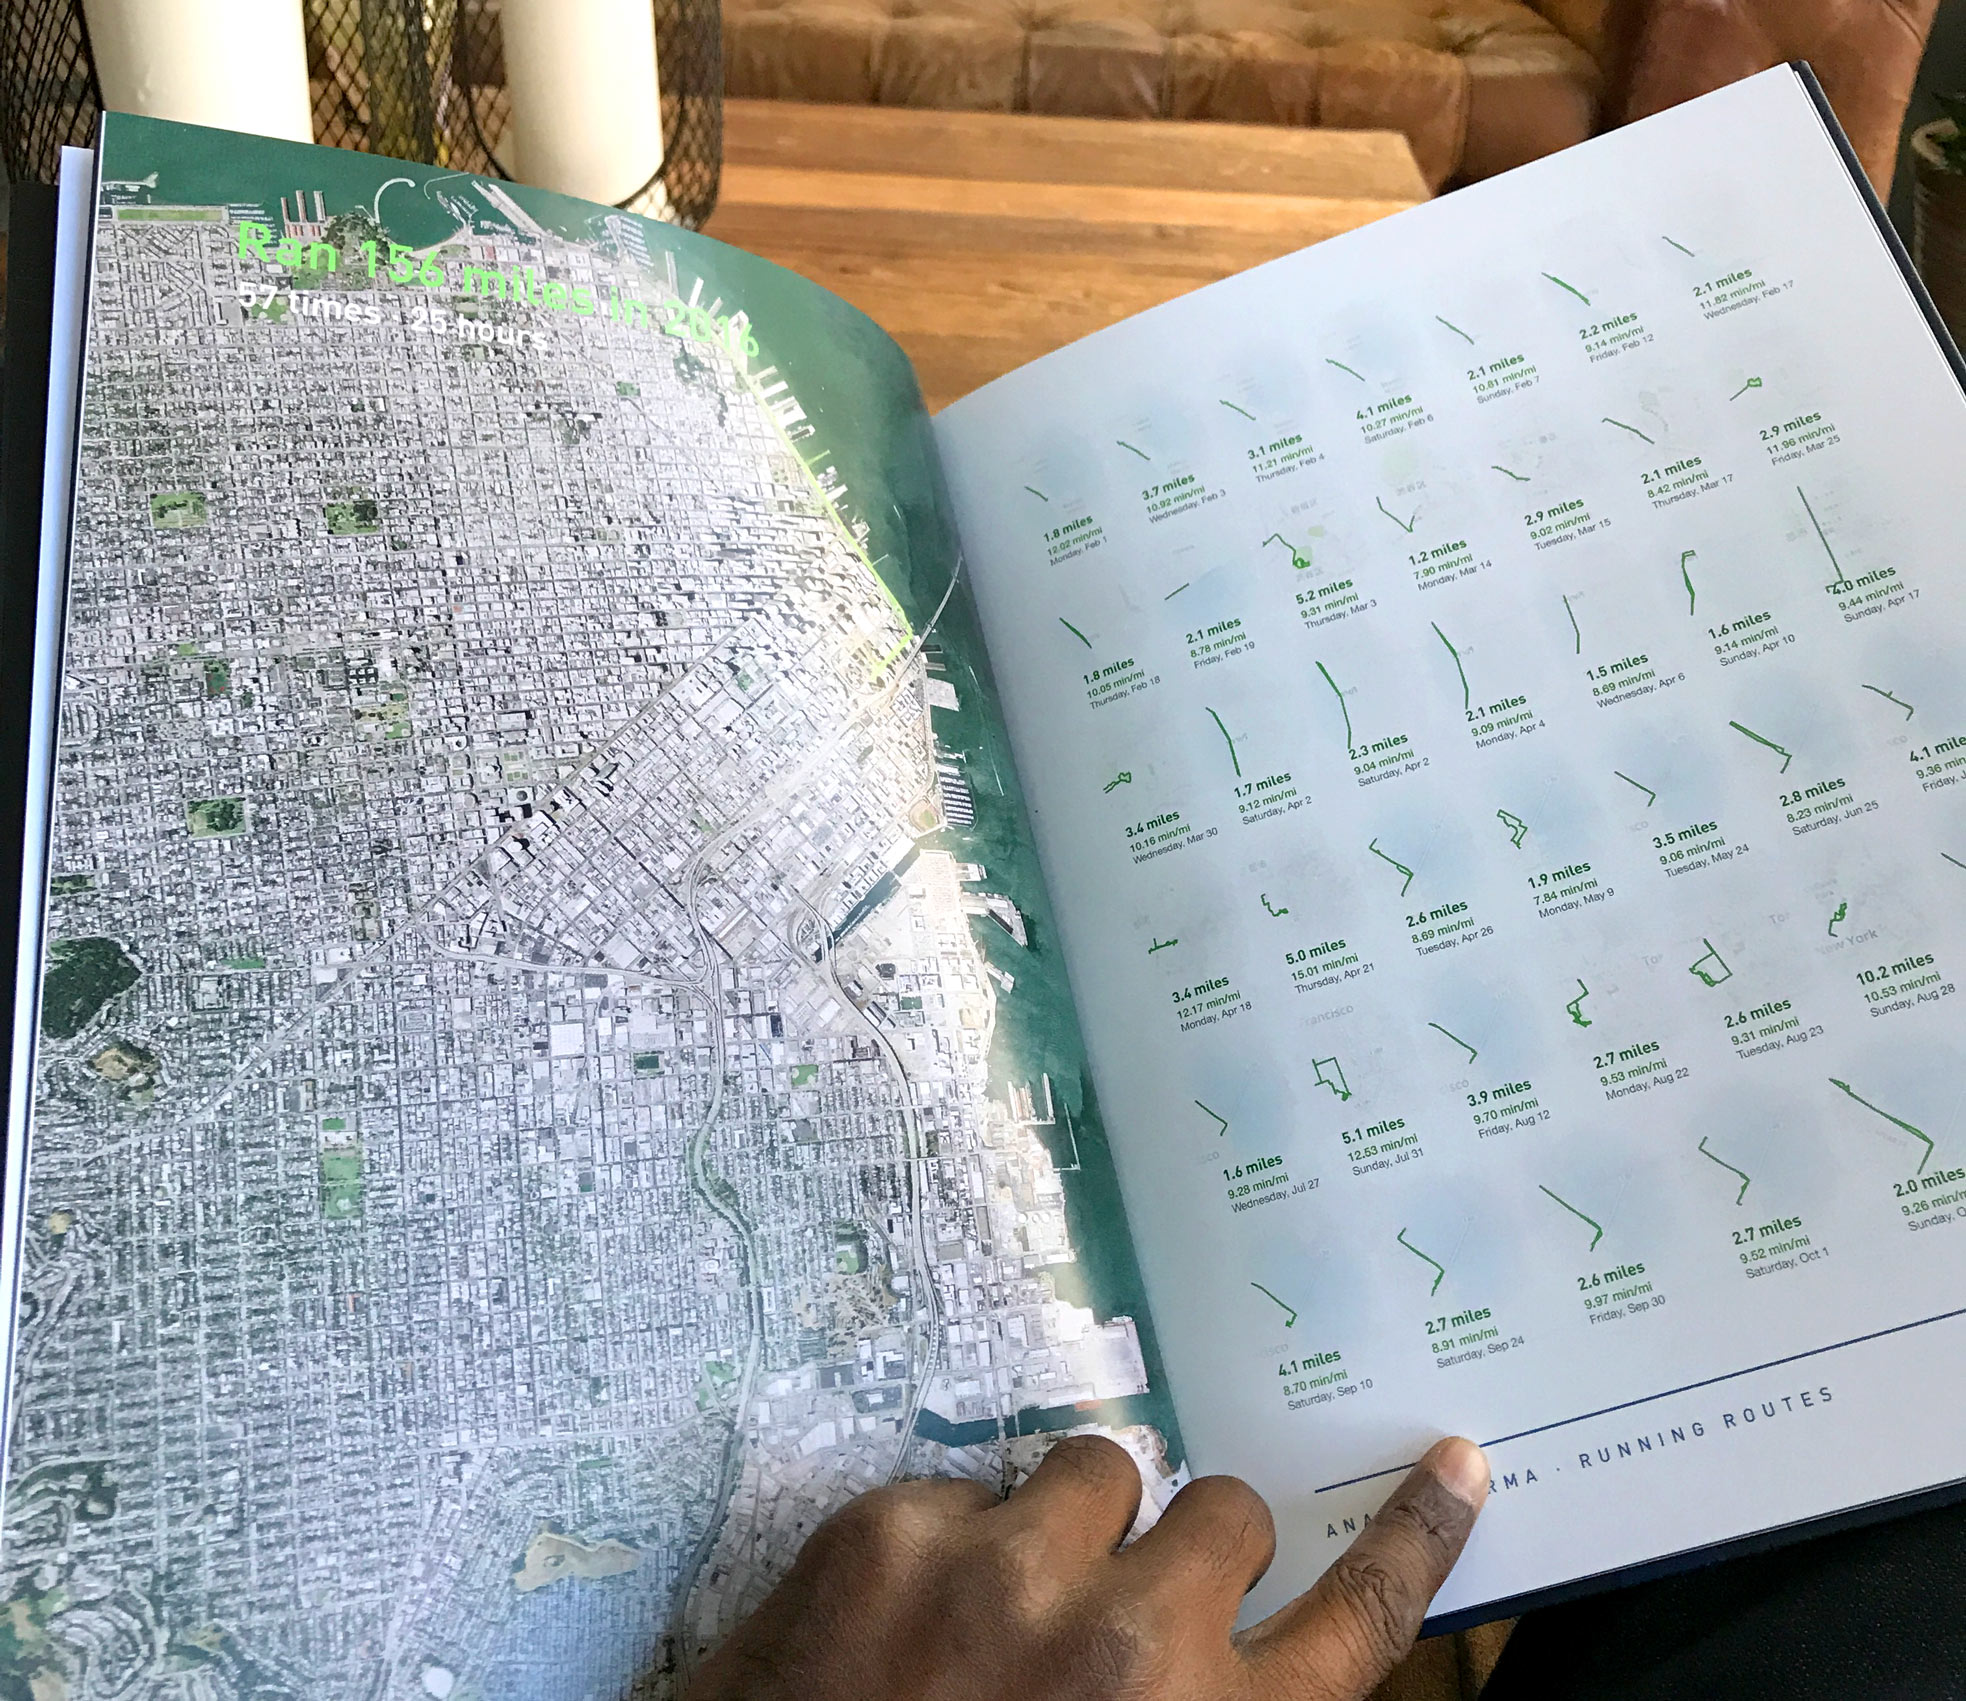 Ran 156 miles in 2016
57 times · 25 hours
1.8 miles
12.02 min/mi
Monday, Feb 1
3.7 miles
10.92 min/mi
Wednesday, Feb 3
3.1 miles
11.21 min/mi
Thursday, Feb 4
4.1 miles
10.27 min/mi
Saturday, Feb 6
2.1 miles
10.81 min/mi
Sunday, Feb 7
2.2 miles
9.14 min/mi
Friday, Feb 12
2.1 miles
11.82 min/mi
Wednesday, Feb 17
1.8 miles
10.05 min/mi
Thursday, Feb 18
2.1 miles
8.78 min/mi
Friday, Feb 19
5.2 miles
9.31 min/mi
Thursday, Mar 3
1.2 miles
7.90 min/mi
Monday, Mar 14
2.9 miles
9.02 min/mi
Tuesday, Mar 15
2.1 miles
8.42 min/mi
Thursday, Mar 17
2.9 miles
11.96 min/mi
Friday, Mar 25
3.4 miles
10.16 min/mi
Wednesday, Mar 30
1.7 miles
9.12 min/mi
Saturday, Apr 2
2.3 miles
9.04 min/mi
Saturday, Apr 2
2.1 miles
9.09 min/mi
Monday, Apr 4
1.5 miles
8.69 min/mi
Wednesday, Apr 6
1.6 miles
9.14 min/mi
Sunday, Apr 10
4.0 miles
9.44 min/mi
Sunday, Apr 17
3.4 miles
12.17 min/mi
Monday, Apr 18
5.0 miles
15.01 min/mi
Thursday, Apr 21
2.6 miles
8.69 min/mi
Tuesday, Apr 26
1.9 miles
7.84 min/mi
Monday, May 9
3.5 miles
9.06 min/mi
Tuesday, May 24
2.8 miles
8.23 min/mi
Saturday, Jun 25
4.1 mile
9.36 min
Friday, J
1.6 miles
9.28 min/mi
Wednesday, Jul 27
rancisco
5.1 miles
12.53 min/mi
Sunday, Jul 31
3.9 miles
9.70 min/mi
Friday, Aug 12
2.7 miles
9.53 min/mi
Monday, Aug 22
2.6 miles
9.31 min/mi
Tuesday, Aug 23
New York
10.2 miles
10.53 min/mi
Sunday, Aug 28
4.1 miles
8.70 min/mi
Saturday, Sep 10
2.7 miles
8.91 min/mi
Saturday, Sep 24
2.6 miles
9.97 min/mi
Friday, Sep 30
2.7 miles
9.52 min/mi
Saturday, Oct 1
2.0 miles
9.26 min/m
Sunday, O
ANA RMA · RUNNING ROUTES